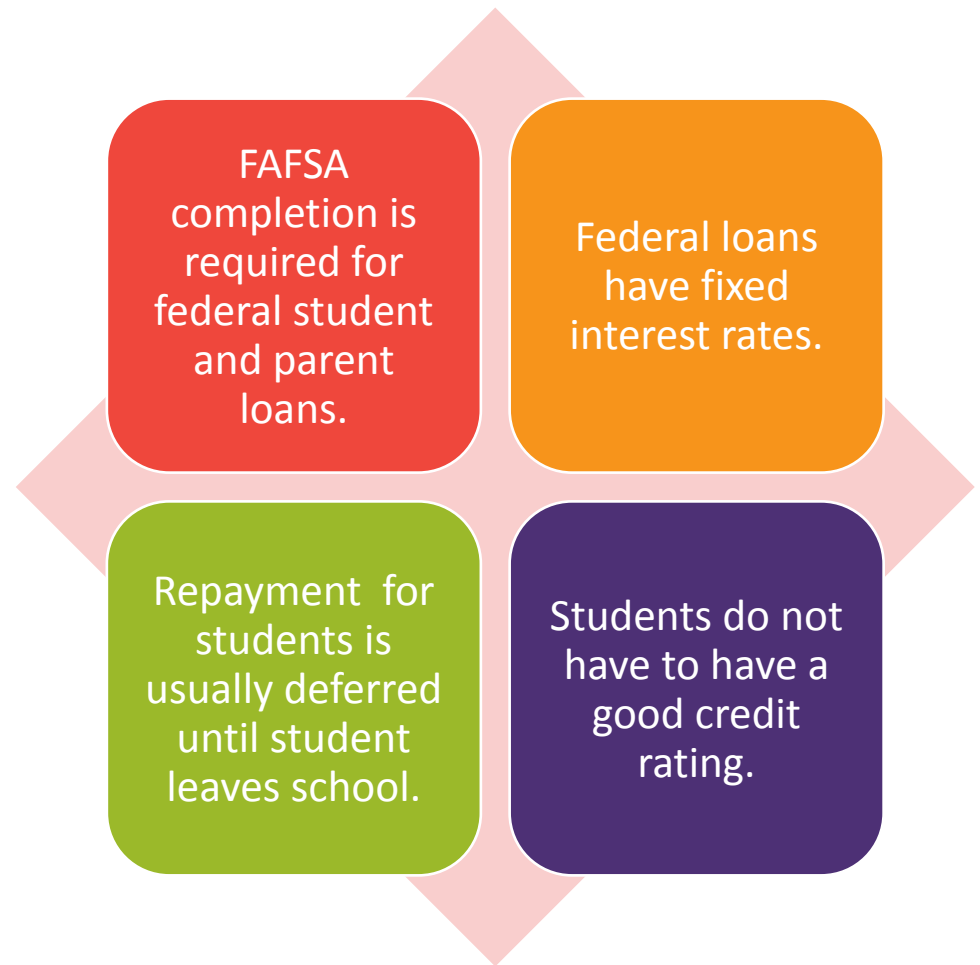 FAFSA
completion is
required for
federal student
and parent
loans.
Federal loans
have fixed
interest rates.
Repayment  for
students is
usually deferred
until student
leaves school.
Students do not
have to have a
good credit
rating.